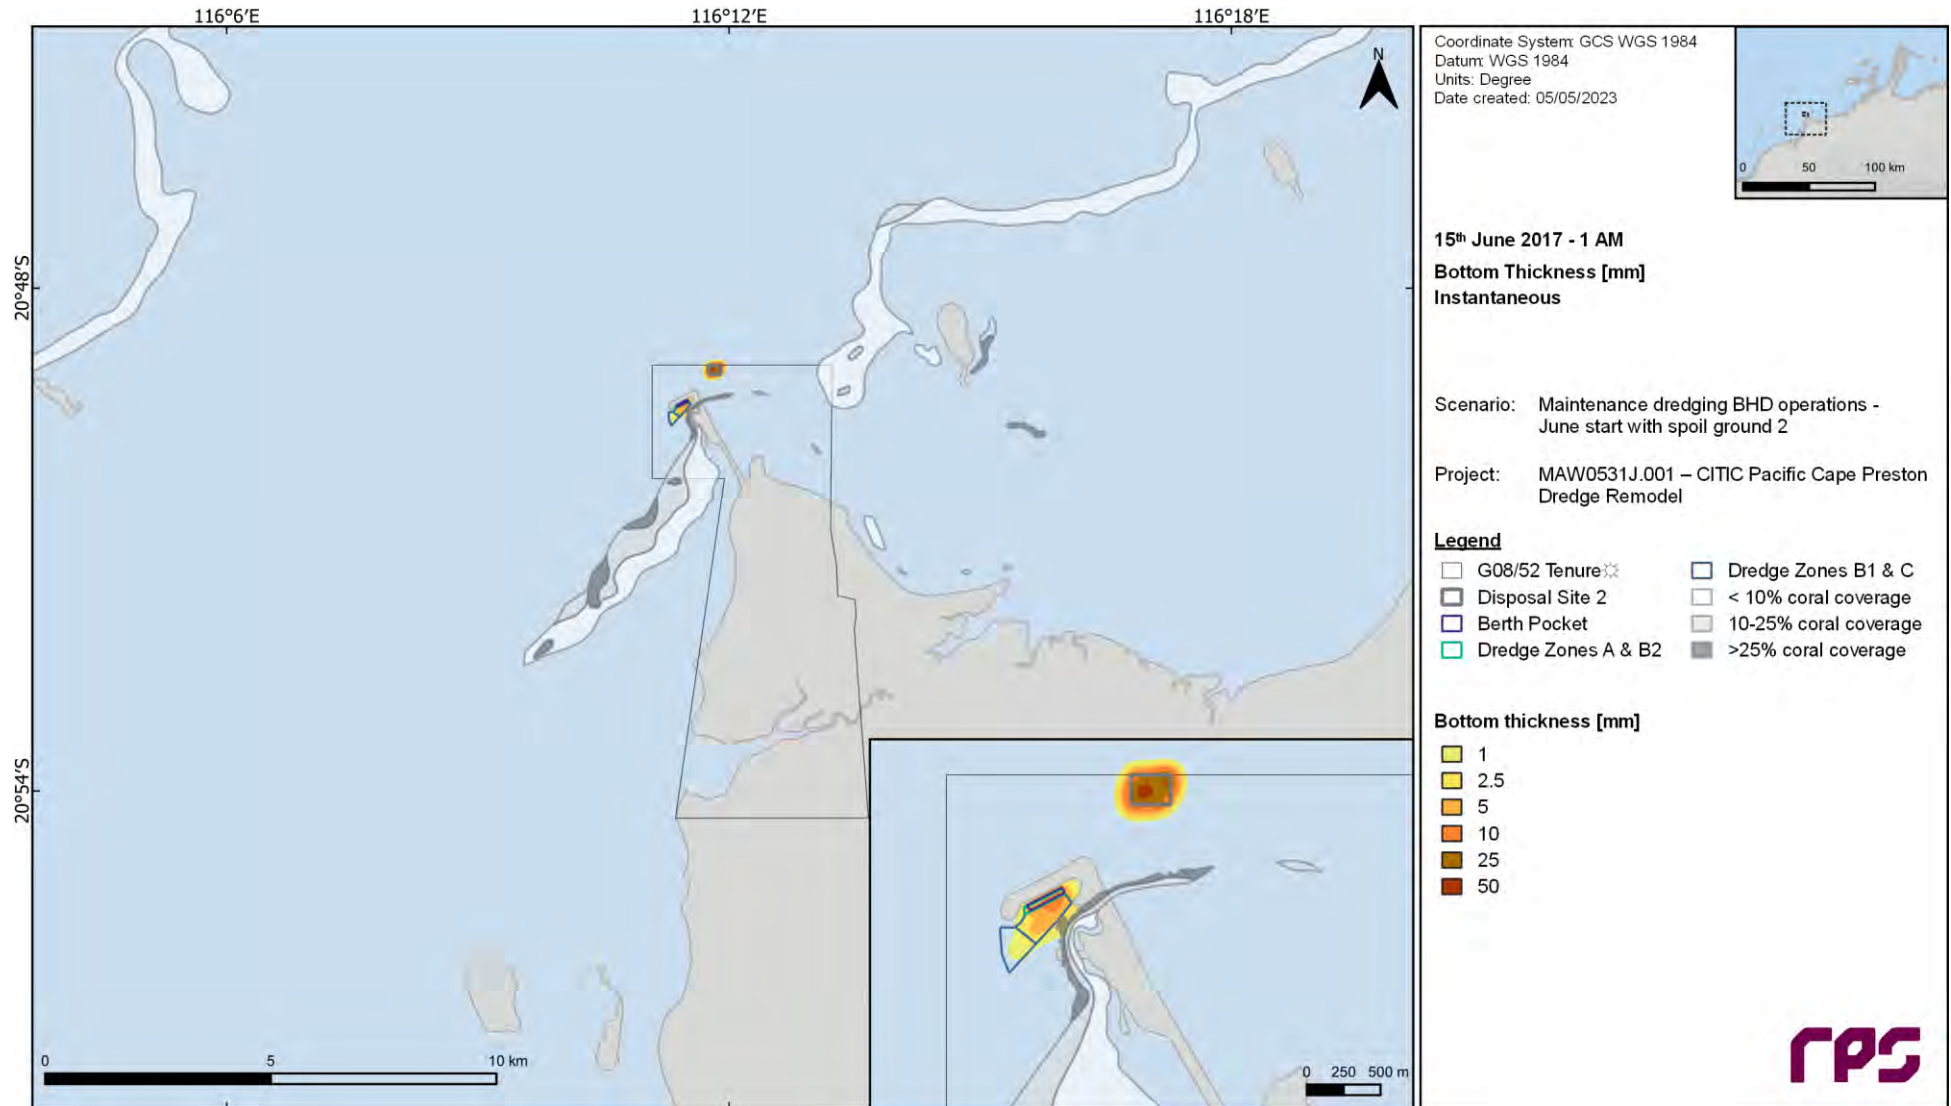 116°6′E
116°12′E
116°18′E
20°48′S
20°54′S
N
0 5 10 km
0 250 500 m
Coordinate System: GCS WGS 1984
Datum: WGS 1984
Units: Degree
Date created: 05/05/2023
0 50 100 km
15th June 2017 - 1 AM
Bottom Thickness [mm]
Instantaneous
Scenario: Maintenance dredging BHD operations -
June start with spoil ground 2
Project: MAW0531J.001 – CITIC Pacific Cape Preston
Dredge Remodel
Legend
G08/52 Tenure
Disposal Site 2
Berth Pocket
Dredge Zones A & B2
Dredge Zones B1 & C
< 10% coral coverage
10-25% coral coverage
>25% coral coverage
Bottom thickness [mm]
1
2.5
5
10
25
50
rps